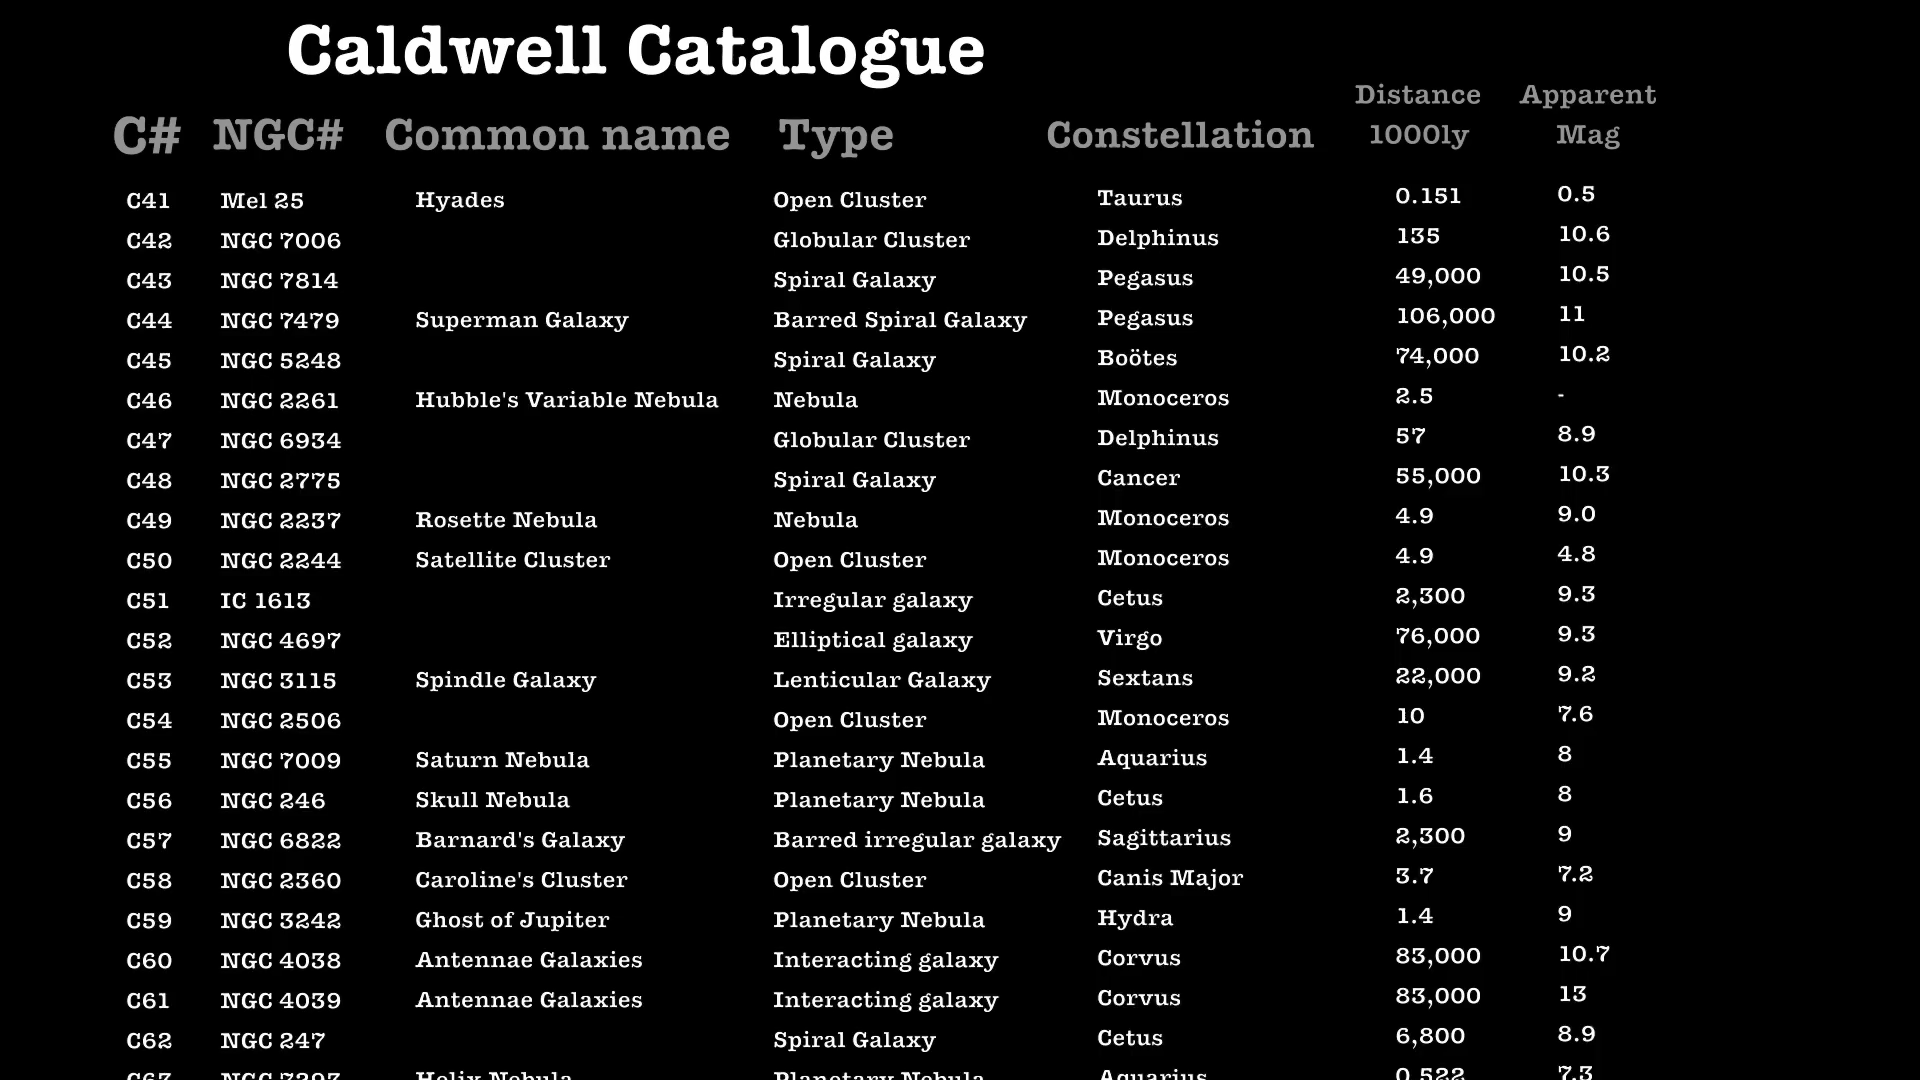 Caldwell Catalogue
Distance Apparent
C# NGC# Common name Type Constellation 1000ly Mag
C41 Mel 25 Hyades Open Cluster Taurus 0.151 0.5
C42 NGC 7006 Globular Cluster Delphinus 135 10.6
C43 NGC 7814 Spiral Galaxy Pegasus 49,000 10.5
C44 NGC 7479 Superman Galaxy Barred Spiral Galaxy Pegasus 106,000 11
C45 NGC 5248 Spiral Galaxy Boötes 74,000 10.2
C46 NGC 2261 Hubble's Variable Nebula Nebula Monoceros 2.5 -
C47 NGC 6934 Globular Cluster Delphinus 57 8.9
C48 NGC 2775 Spiral Galaxy Cancer 55,000 10.3
C49 NGC 2237 Rosette Nebula Nebula Monoceros 4.9 9.0
C50 NGC 2244 Satellite Cluster Open Cluster Monoceros 4.9 4.8
C51 IC 1613 Irregular galaxy Cetus 2,300 9.3
C52 NGC 4697 Elliptical galaxy Virgo 76,000 9.3
C53 NGC 3115 Spindle Galaxy Lenticular Galaxy Sextans 22,000 9.2
C54 NGC 2506 Open Cluster Monoceros 10 7.6
C55 NGC 7009 Saturn Nebula Planetary Nebula Aquarius 1.4 8
C56 NGC 246 Skull Nebula Planetary Nebula Cetus 1.6 8
C57 NGC 6822 Barnard's Galaxy Barred irregular galaxy Sagittarius 2,300 9
C58 NGC 2360 Caroline's Cluster Open Cluster Canis Major 3.7 7.2
C59 NGC 3242 Ghost of Jupiter Planetary Nebula Hydra 1.4 9
C60 NGC 4038 Antennae Galaxies Interacting galaxy Corvus 83,000 10.7
C61 NGC 4039 Antennae Galaxies Interacting galaxy Corvus 83,000 13
C62 NGC 247 Spiral Galaxy Cetus 6,800 8.9
C63 NGC 7293 Helix Nebula Planetary Nebula Aquarius 0.522 7.3